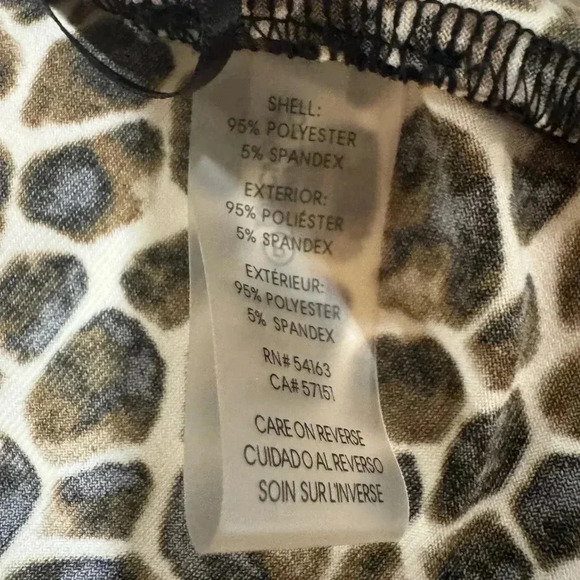 SHELL:
95% POLYESTER
5% SPANDEX
EXTERIOR:
95% POLIÉSTER
5% SPANDEX
EXTÉRIEUR:
95% POLYESTER
5% SPANDEX
RN# 54163
CA# 57151
CARE ON REVERSE
CUIDADO AL REVERSO
SOIN SUR L'INVERSE